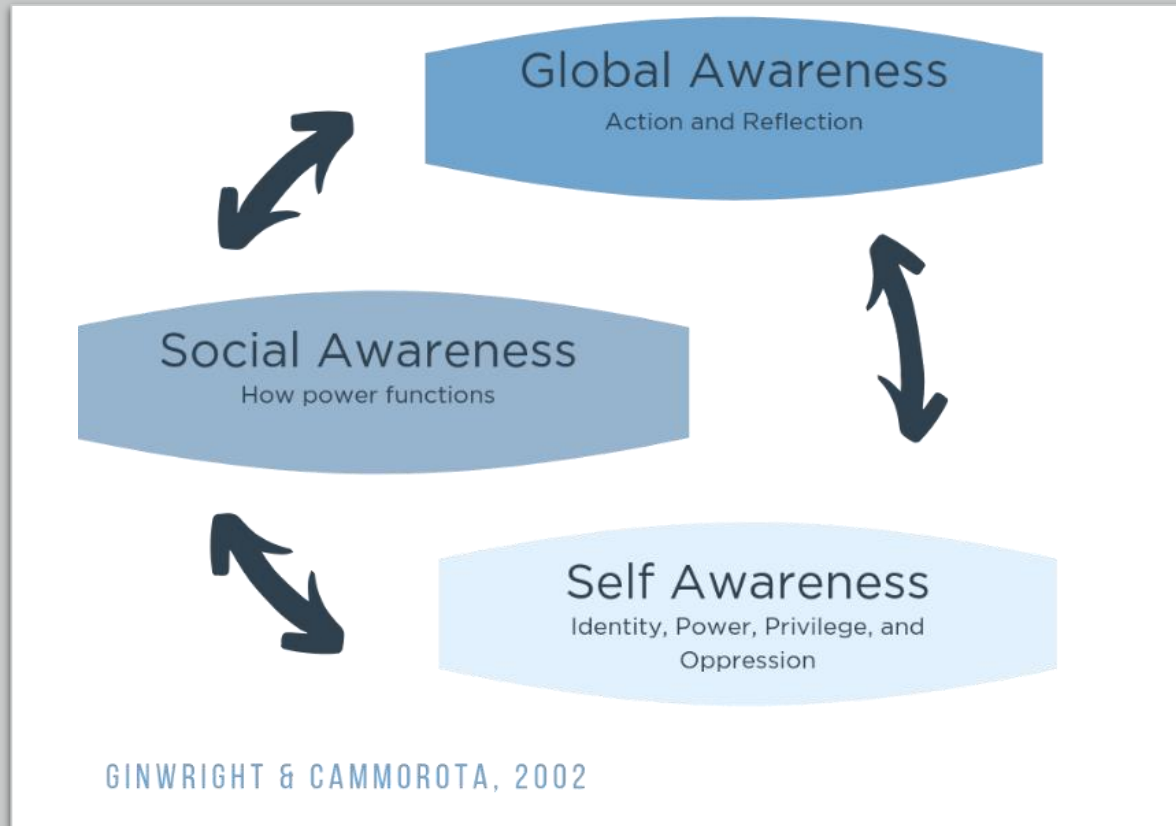 Global Awareness
Action and Reflection
Social Awareness
How power functions
Self Awareness
Identity, Power, Privilege, and
Oppression
GINWRIGHT & CAMMOROTA, 2002